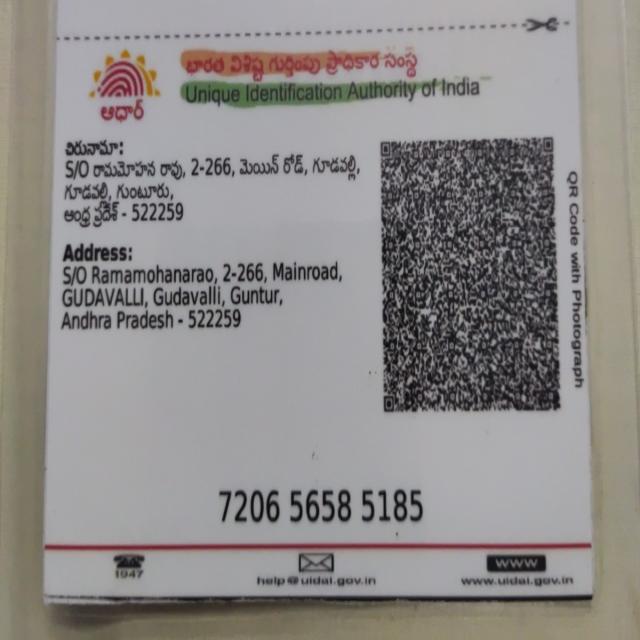 భారత విశిష్ట గుర్తింపు ప్రాధికార సంస్థ
Unique Identification Authority of India
ఆధార్
చిరునామా:
S/O రామమోహన రావు, 2-266, మెయిన్ రోడ్, గూడవల్లి,
గూడవల్లి, గుంటూరు,
ఆంధ్ర ప్రదేశ్ - 522259
Address:
S/O Ramamohanarao, 2-266, Mainroad,
GUDAVALLI, Gudavalli, Guntur,
Andhra Pradesh - 522259
QR Code with Photograph
7206 5658 5185
1947
help@uidai.gov.in
www
www.uidai.gov.in